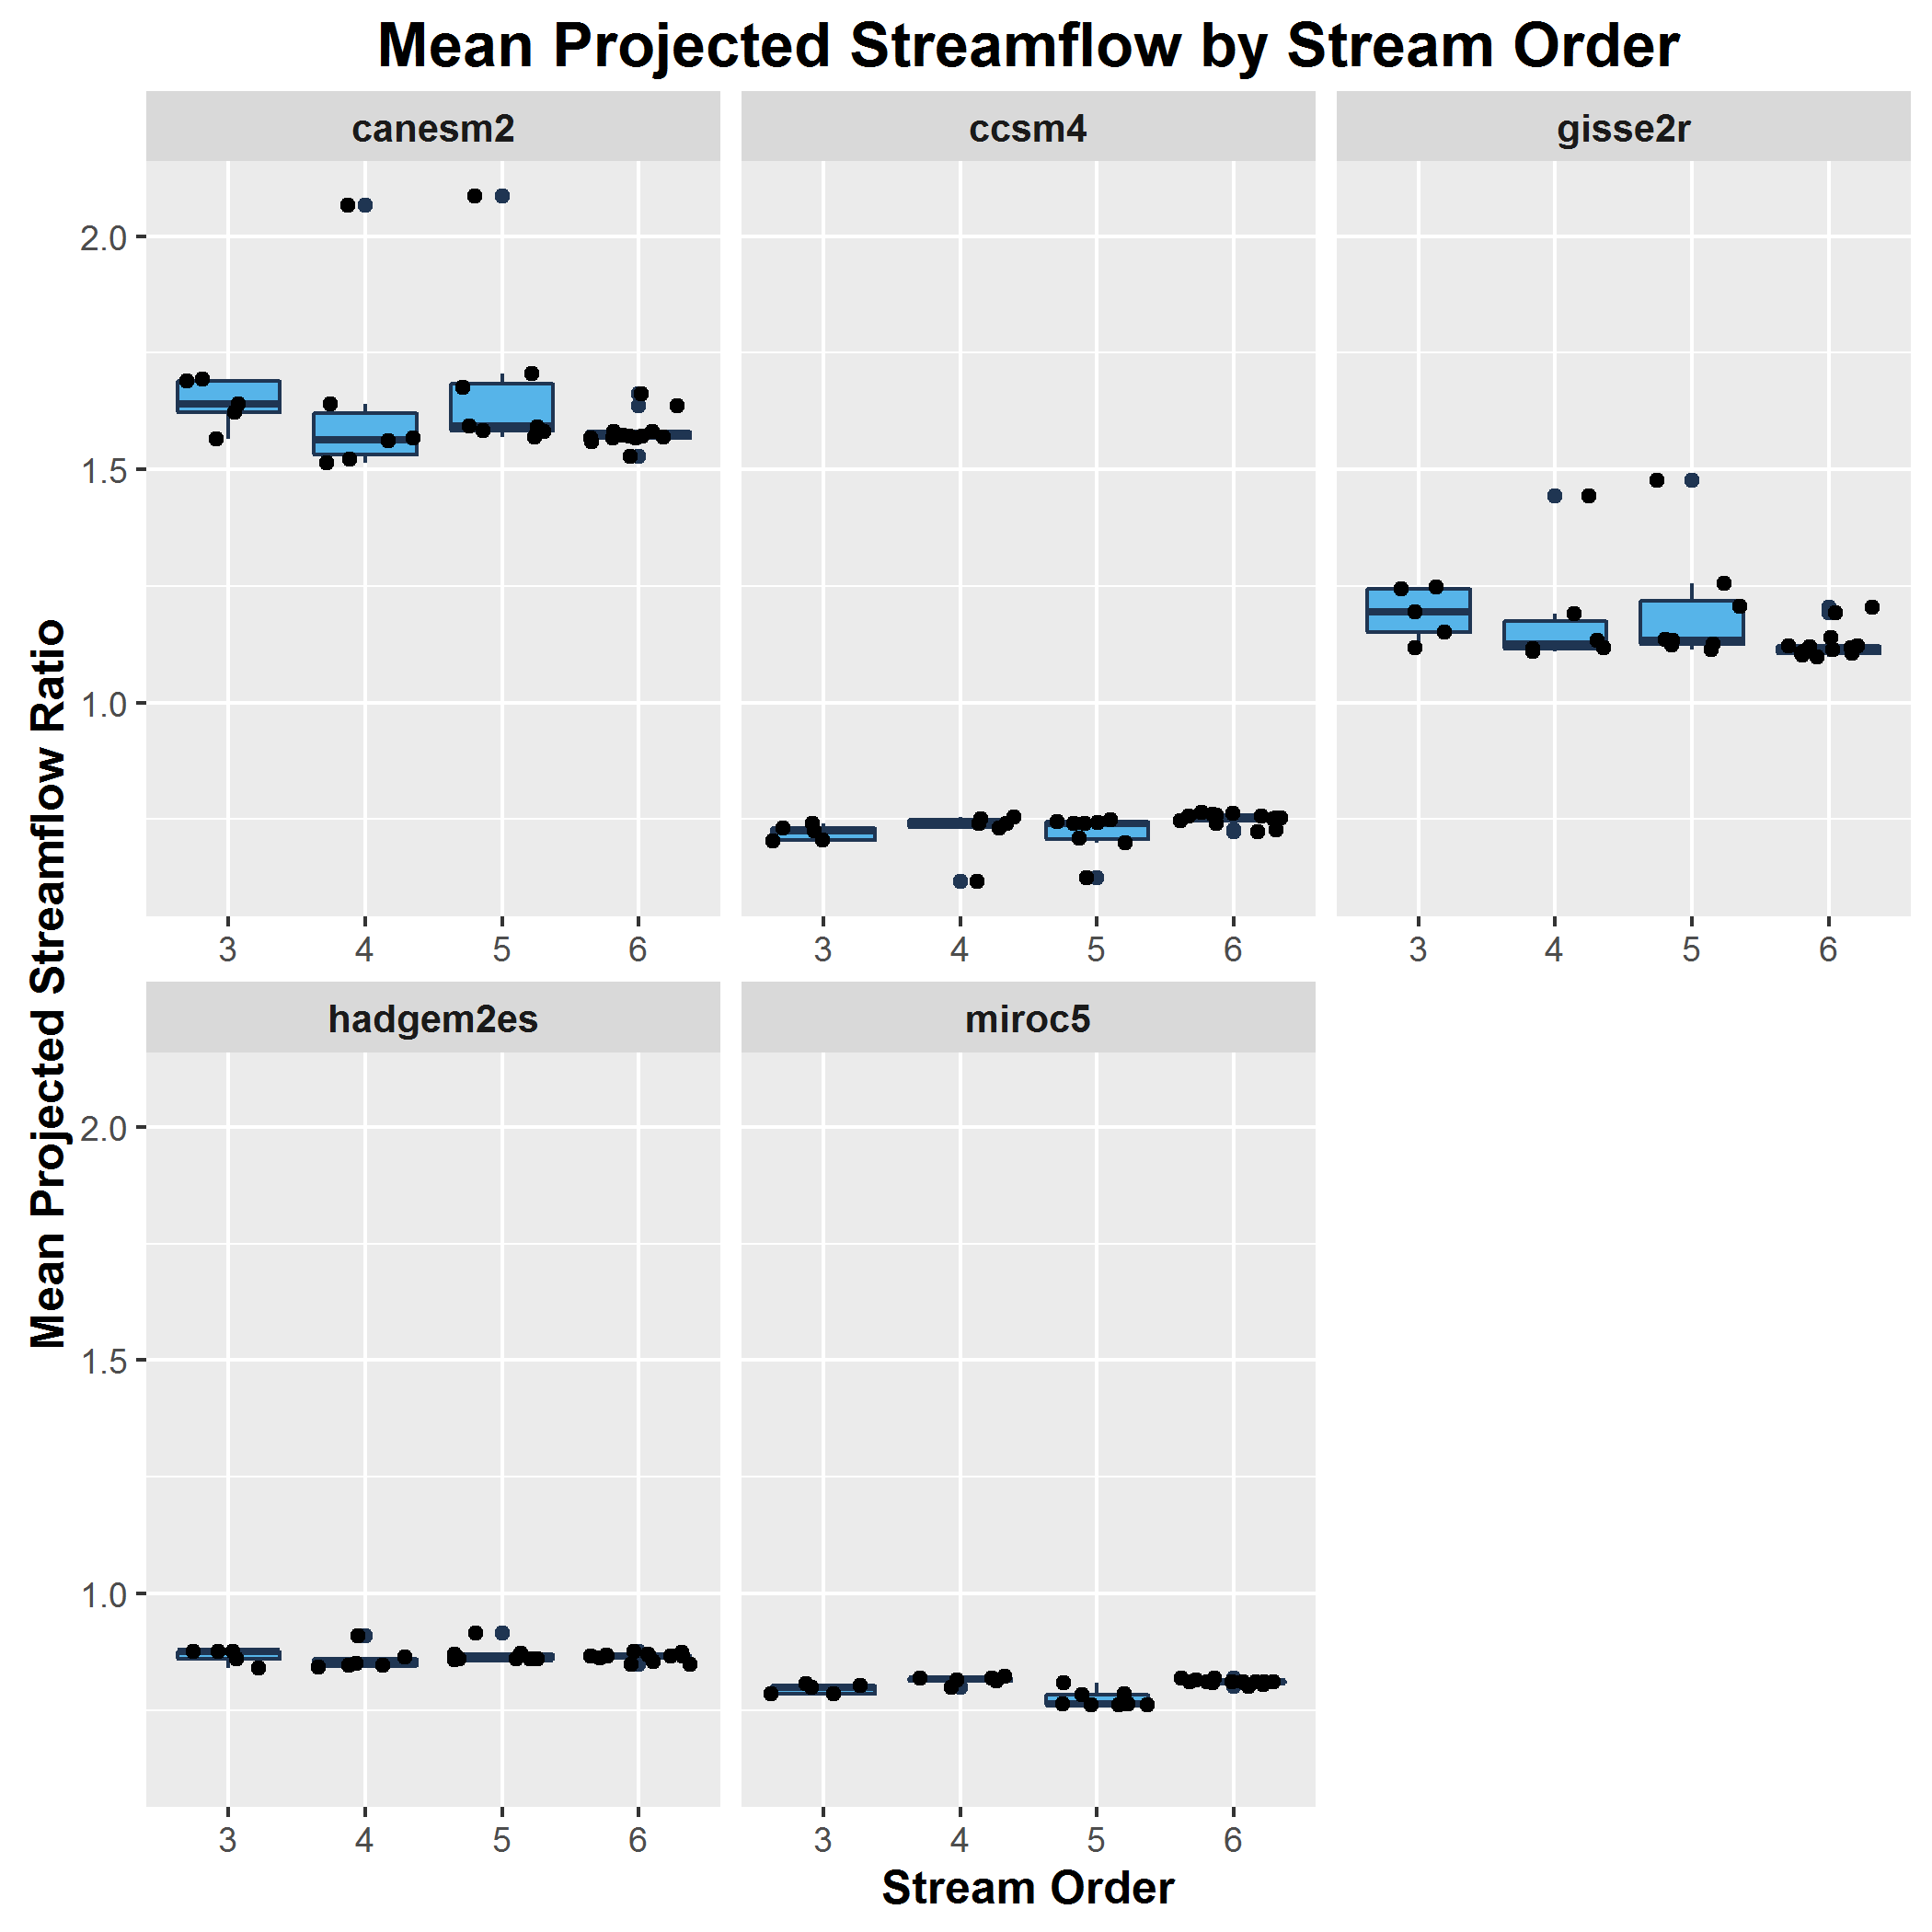 Mean Projected Streamflow by Stream Order
canesm2
ccsm4
gisse2r
2.0
1.5
1.0
3 4 5 6
3 4 5 6
3 4 5 6
hadgem2es
miroc5
2.0
1.5
1.0
3 4 5 6
3 4 5 6
Mean Projected Streamflow Ratio
Stream Order